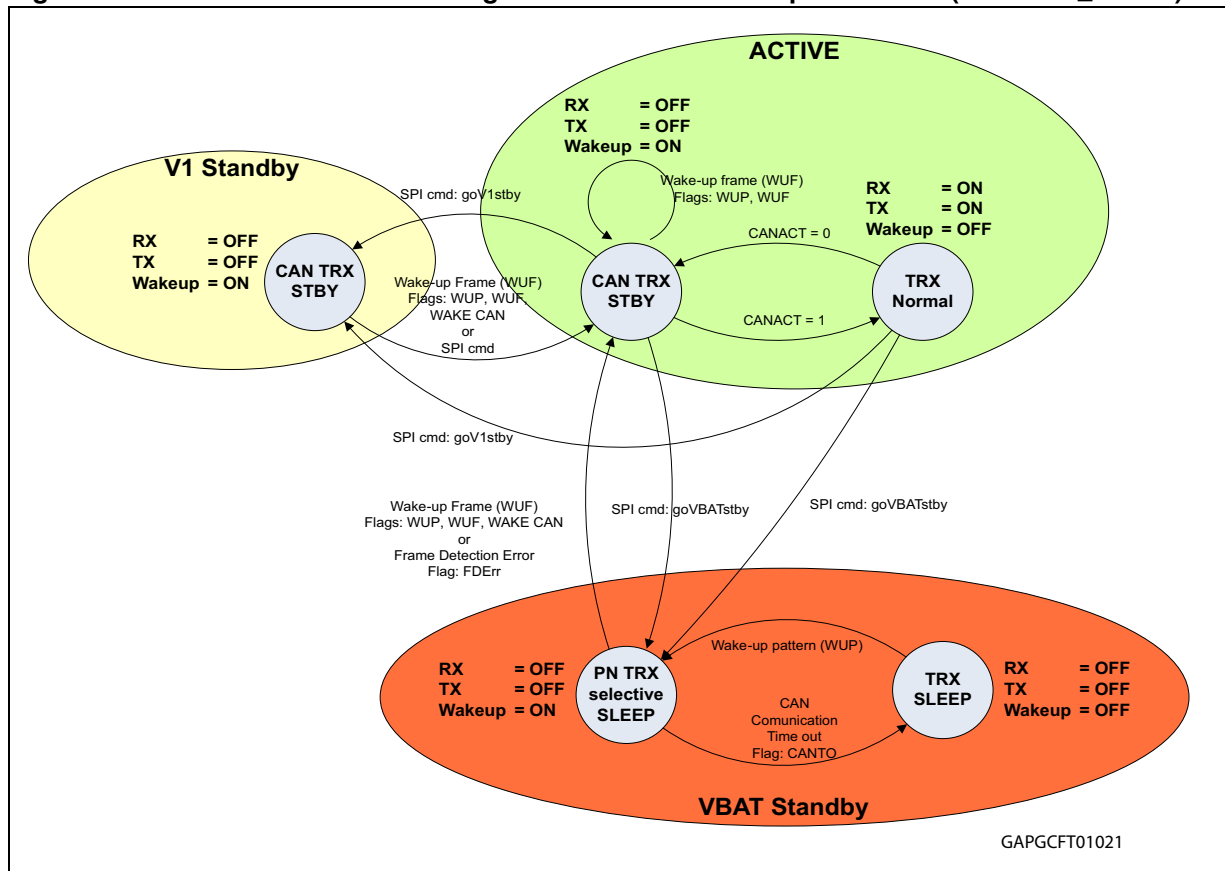 ACTIVE
RX = OFF
TX = OFF
Wakeup = ON
V1 Standby
SPI cmd: goV1stby
Wake-up frame (WUF)
Flags: WUP, WUF
RX = ON
TX = ON
Wakeup = OFF
RX = OFF
TX = OFF
Wakeup = ON
CAN TRX
STBY
Wake-up Frame (WUF)
Flags: WUP, WUF,
WAKE CAN
or
SPI cmd
CAN TRX
STBY
CANACT = 0
TRX
Normal
CANACT = 1
SPI cmd: goV1stby
Wake-up Frame (WUF)
Flags: WUP, WUF, WAKE CAN
or
Frame Detection Error
Flag: FDErr
SPI cmd: goVBATstby
SPI cmd: goVBATstby
RX = OFF
TX = OFF
Wakeup = ON
PN TRX
selective
SLEEP
Wake-up pattern (WUP)
CAN
Comunication
Time out
Flag: CANTO
TRX
SLEEP
RX = OFF
TX = OFF
Wakeup = OFF
VBAT Standby
GAPGCFT01021